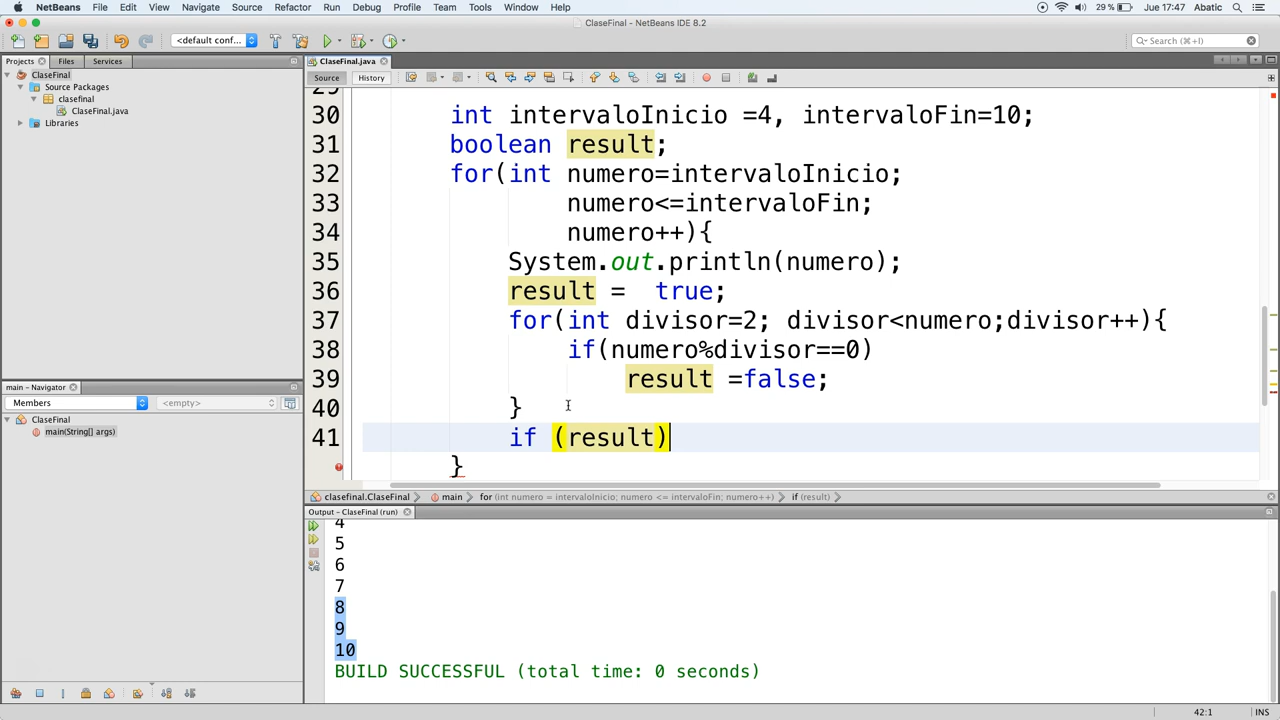 NetBeans File Edit View Navigate Source Refactor Run Debug Profile Team Tools Window Help 29 % Jue 17:47 Abatic
ClaseFinal - NetBeans IDE 8.2
<default conf... Search (⌘+I)
Projects Files Services
ClaseFinal.java
ClaseFinal
Source Packages
clasefinal
ClaseFinal.java
Libraries
Source History
29
30 int intervaloInicio =4, intervaloFin=10;
31 boolean result;
32 for(int numero=intervaloInicio;
33 numero<=intervaloFin;
34 numero++){
35 System.out.println(numero);
36 result =  true;
37 for(int divisor=2; divisor<numero;divisor++){
38 if(numero%divisor==0)
39 result =false;
40 }
41 if (result)
}
main - Navigator
Members <empty>
ClaseFinal
main(String[] args)
clasefinal.ClaseFinal main for (int numero = intervaloInicio; numero <= intervaloFin; numero++) if (result)
Output - ClaseFinal (run)
4
5
6
7
8
9
10
BUILD SUCCESSFUL (total time: 0 seconds)
42:1 INS